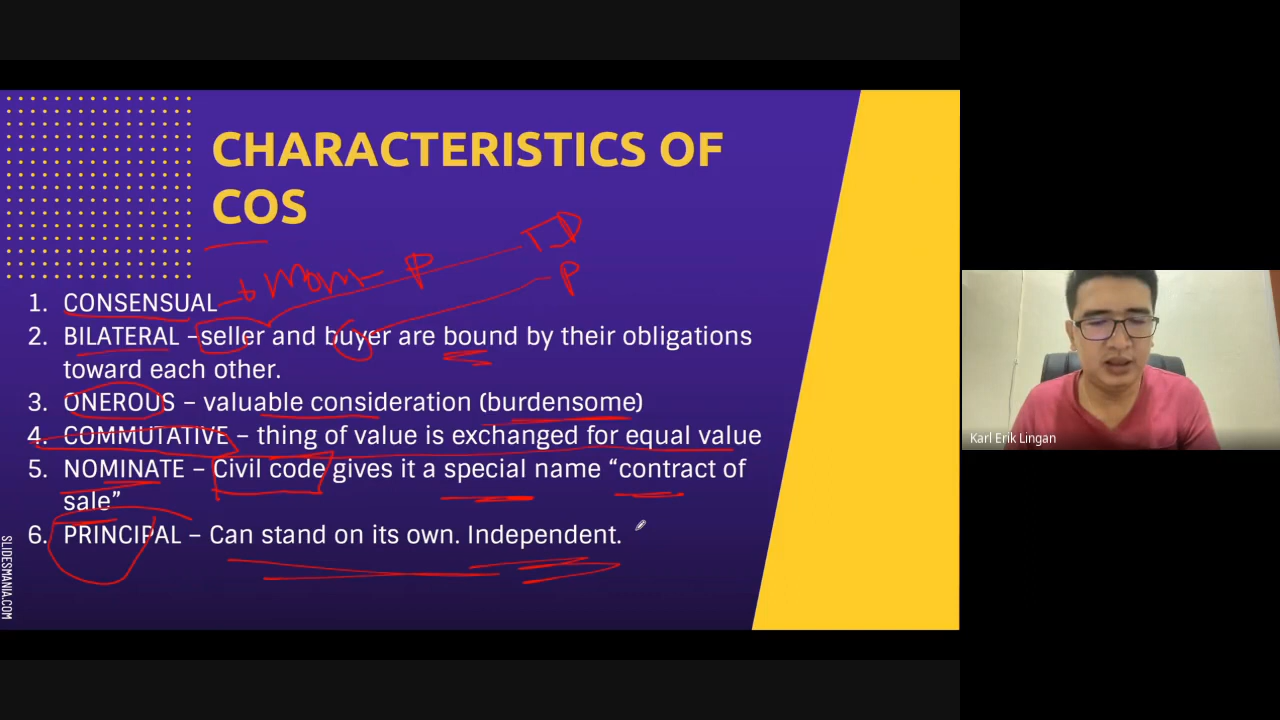 CHARACTERISTICS OF
COS
1. CONSENSUAL
2. BILATERAL –seller and buyer are bound by their obligations
toward each other.
3. ONEROUS – valuable consideration (burdensome)
4. COMMUTATIVE – thing of value is exchanged for equal value
5. NOMINATE – Civil code gives it a special name “contract of
sale”
6. PRINCIPAL – Can stand on its own. Independent.
P
P
SLIDESMANIA.COM
Karl Erik Lingan